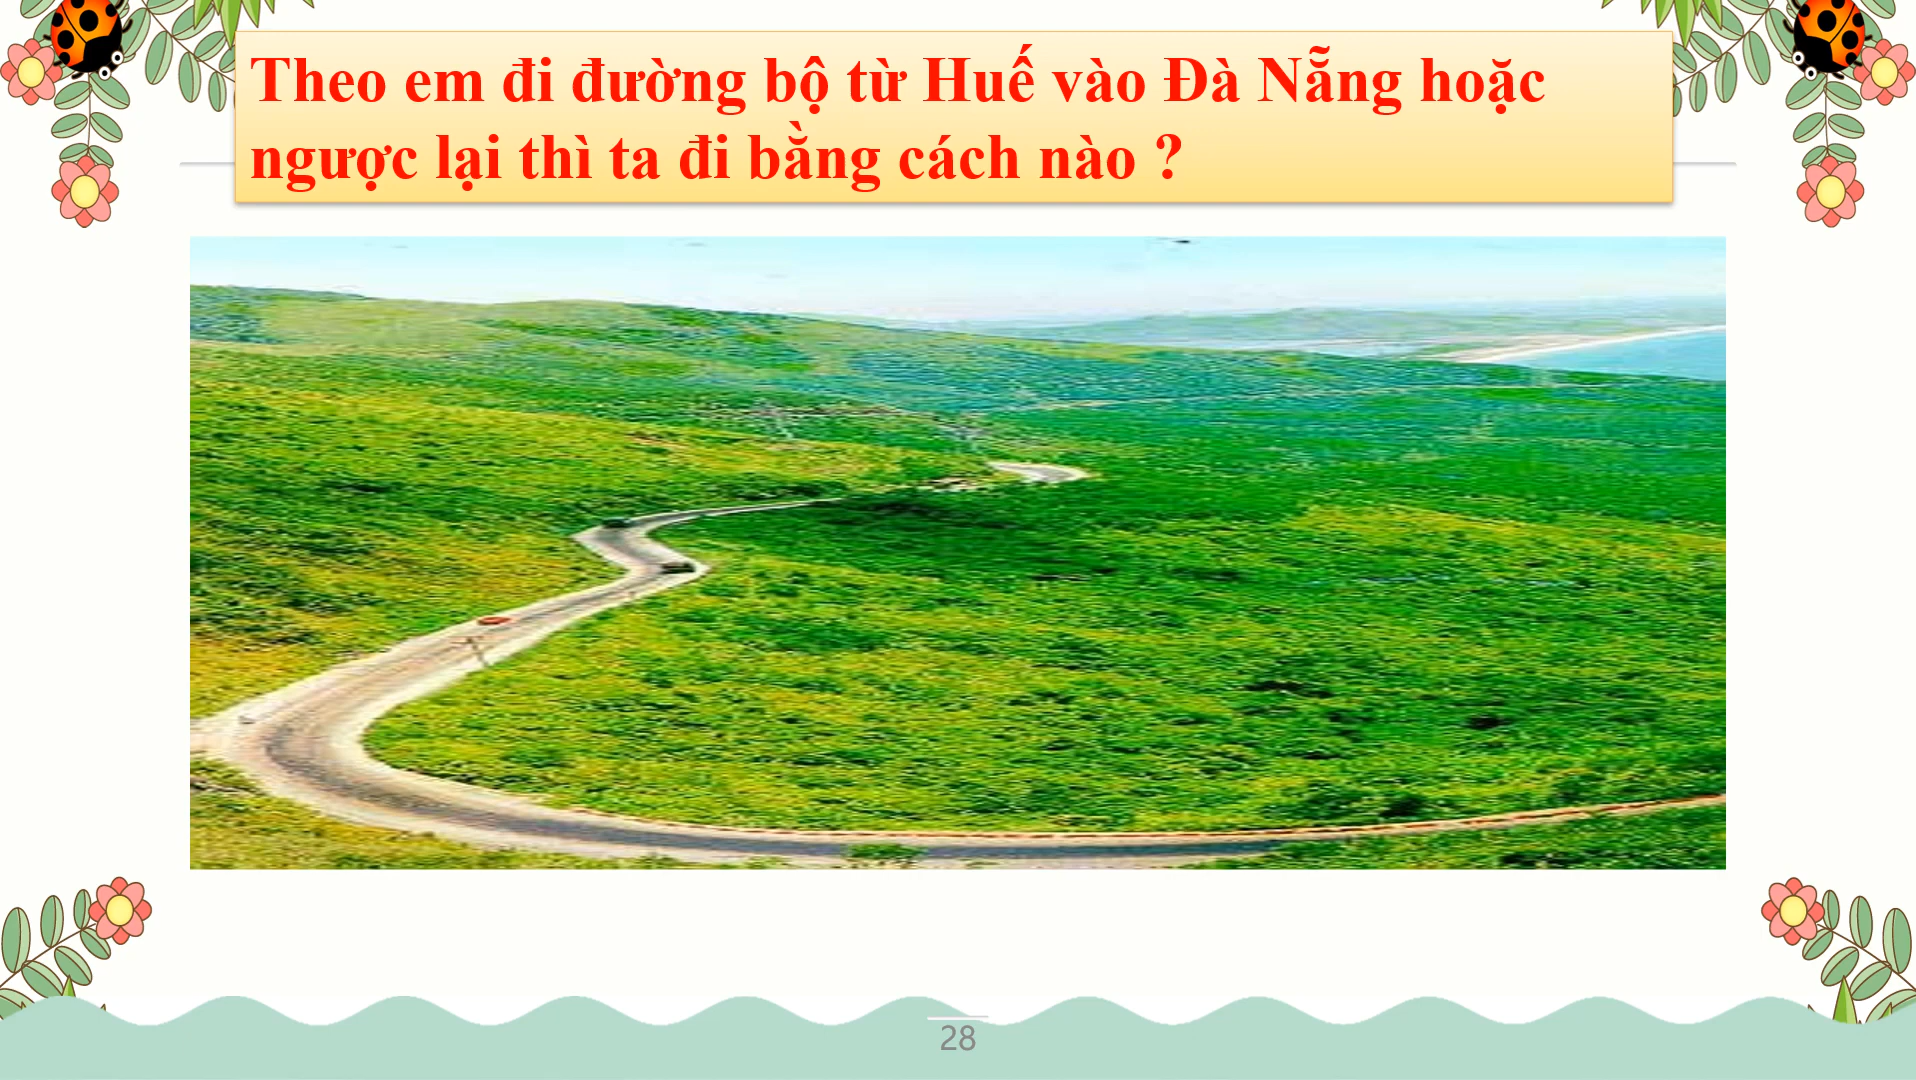 Theo em đi đường bộ từ Huế vào Đà Nẵng hoặc
ngược lại thì ta đi bằng cách nào ?
28